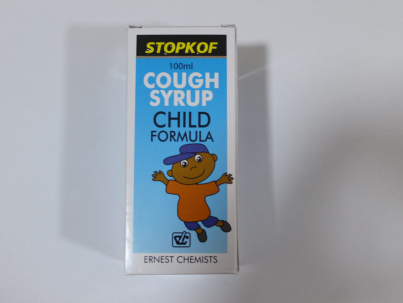 STOPKOF
100ml
COUGH
SYRUP
CHILD
FORMULA
ERNEST CHEMISTS